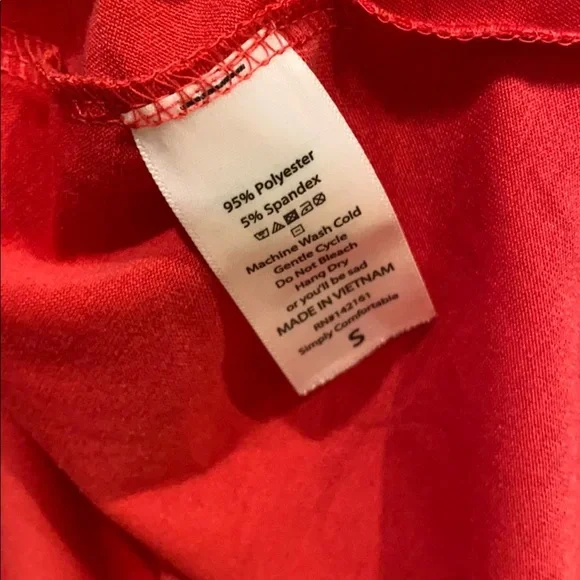 95% Polyester
5% Spandex
Machine Wash Cold
Gentle Cycle
Do Not Bleach
Hang Dry
or you'll be sad
MADE IN VIETNAM
RN#142161
Simply Comfortable
S